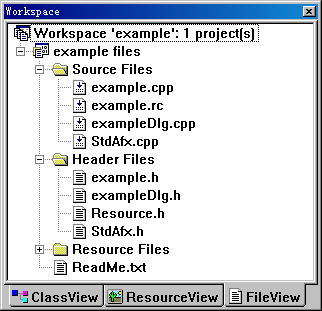 Workspace
Workspace 'example': 1 project(s)
example files
Source Files
example.cpp
example.rc
exampleDlg.cpp
StdAfx.cpp
Header Files
example.h
exampleDlg.h
Resource.h
StdAfx.h
Resource Files
ReadMe.txt
ClassView ResourceView FileView